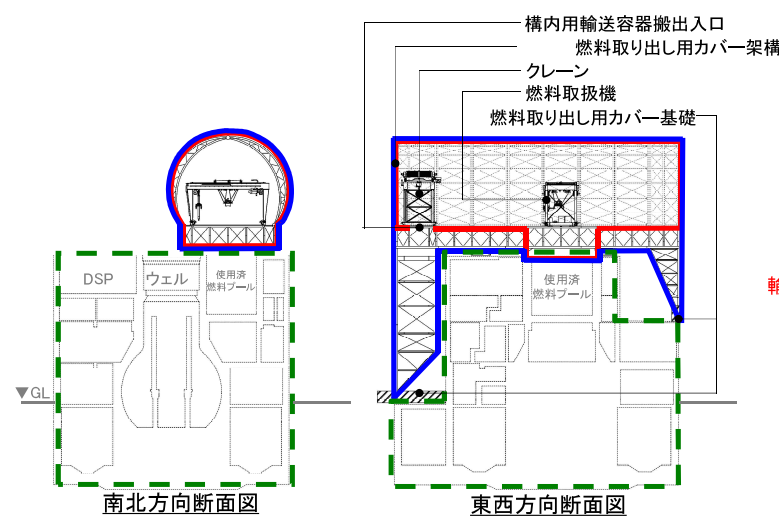 構内用輸送容器搬出入口
燃料取り出し用カバー架構
クレーン
燃料取扱機
燃料取り出し用カバー基礎
DSP
ウェル
使用済
燃料プール
使用済
燃料プール
▼GL
南北方向断面図
東西方向断面図